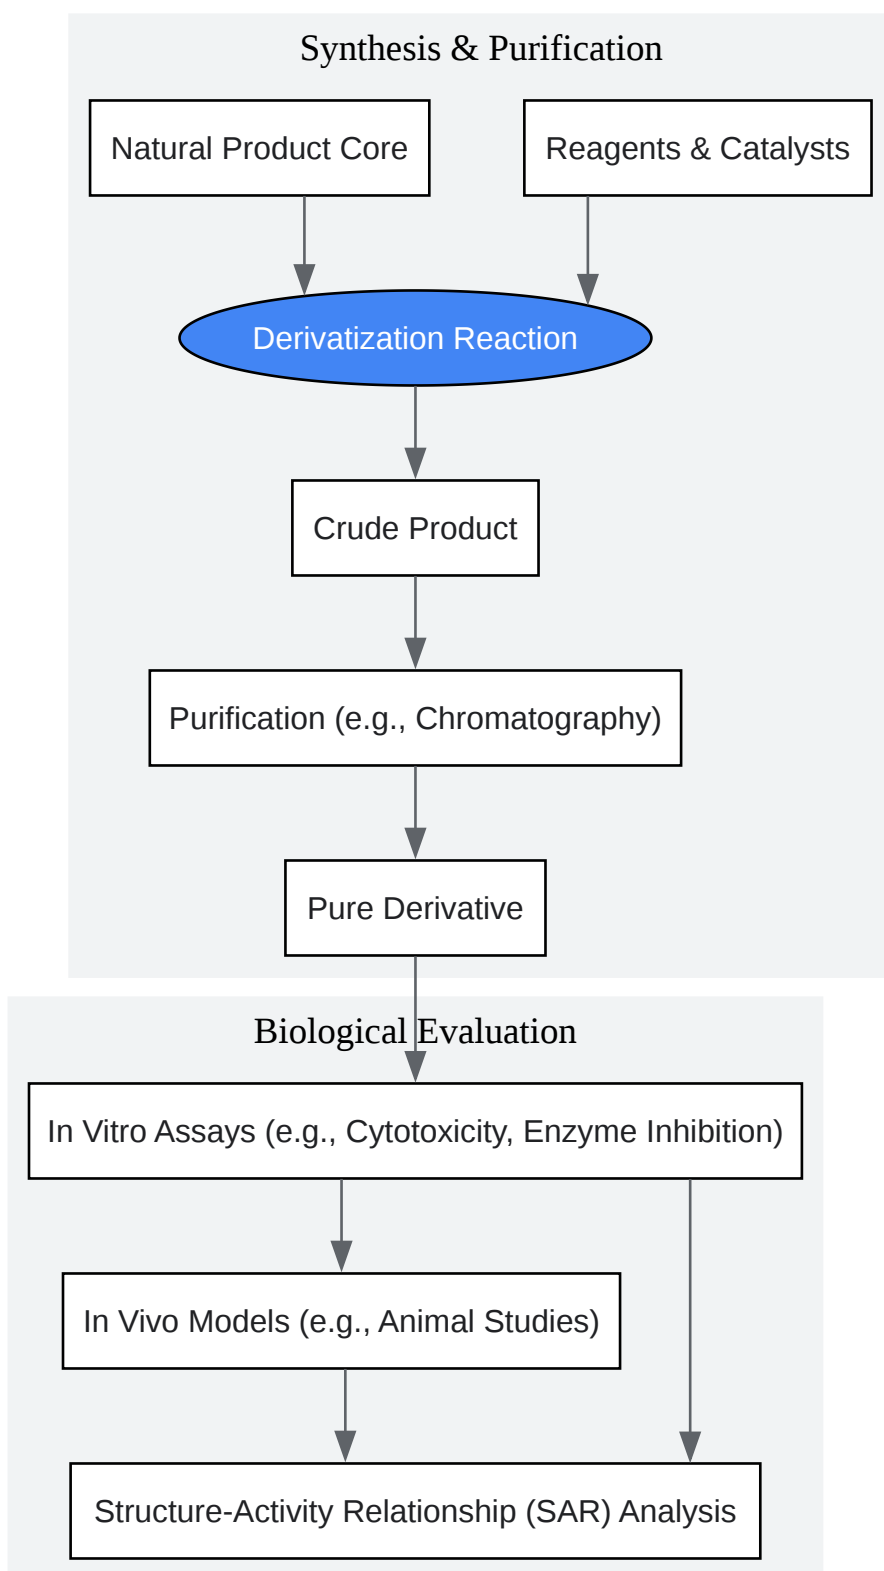 Synthesis & Purification
Natural Product Core
Reagents & Catalysts
Derivatization Reaction
Crude Product
Purification (e.g., Chromatography)
Pure Derivative
Biological Evaluation
In Vitro Assays (e.g., Cytotoxicity, Enzyme Inhibition)
In Vivo Models (e.g., Animal Studies)
Structure-Activity Relationship (SAR) Analysis